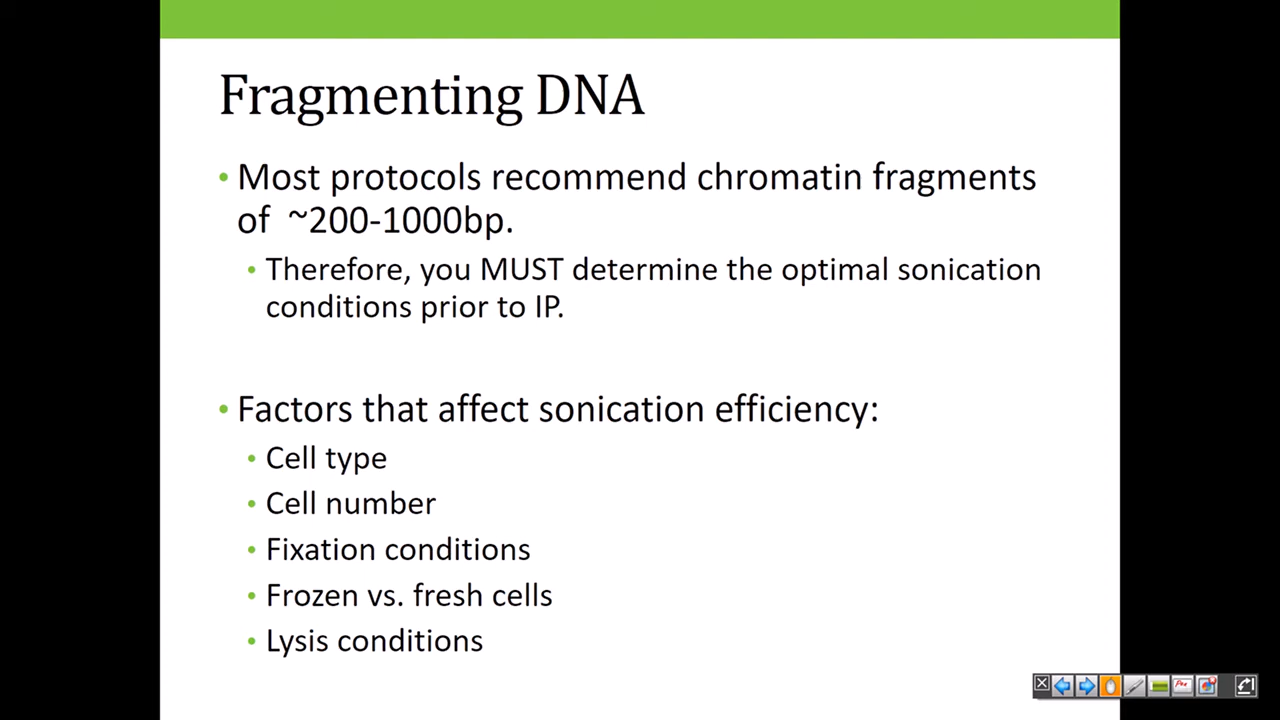 Fragmenting DNA
• Most protocols recommend chromatin fragments
of ~200-1000bp.
• Therefore, you MUST determine the optimal sonication
conditions prior to IP.
• Factors that affect sonication efficiency:
• Cell type
• Cell number
• Fixation conditions
• Frozen vs. fresh cells
• Lysis conditions